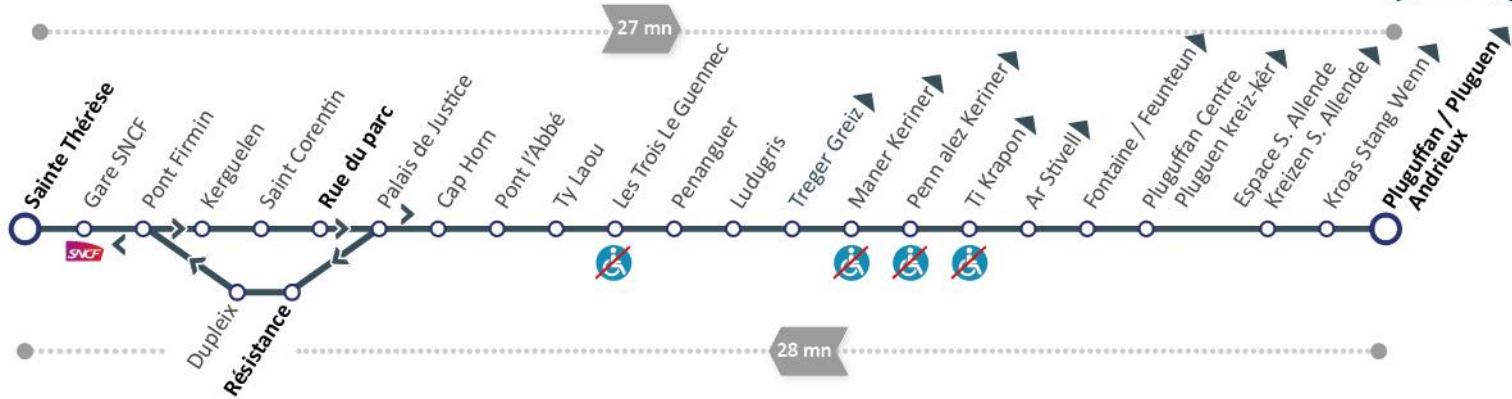 27 mn
Sainte Thérèse
Gare SNCF
Pont Firmin
Kerguelen
Saint Corentin
Rue du parc
Palais de Justice
Cap Horn
Pont l'Abbé
Ty Laou
Les Trois Le Guennec
Penanguer
Ludugris
Treger Greiz
Maner Keriner
Penn alez Keriner
Ti Krapon
Ar Stivell
Fontaine / Feunteun
Pluguffan Centre
Pluguen kreiz-kêr
Espace S. Allende
Kreizen S. Allende
Kroas Stang Wenn
Pluguffan / Pluguen
Andrieux
SNCF
Dupleix
Résistance
28 mn